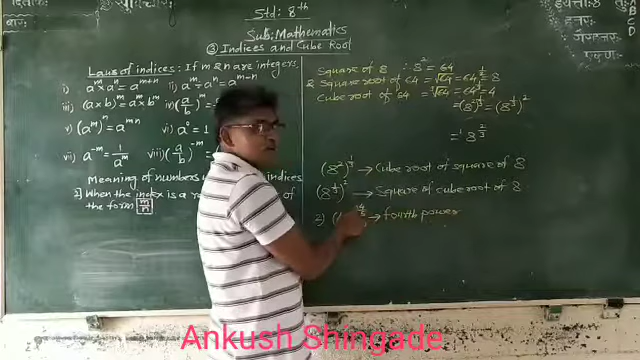 Std: 8th
Sub: Mathematics
③ Indices and Cube Root
Laws of indices: If m & n are integers
i) aᵐ × aⁿ = aᵐ⁺ⁿ ii) aᵐ ÷ aⁿ = aᵐ⁻ⁿ
iii) (a×b)ᵐ = aᵐ × bᵐ
v) (aᵐ)ⁿ = aᵐⁿ vi) a⁰ = 1
vii) a⁻ᵐ = 1/aᵐ viii) (a/b)⁻ᵐ =
Meaning of numbers indices
When the index is a of
the form m/n
Square of 8 ∴ 8² = 64
& Square root of 64 = √64 = 64^(1/2) = 8
Cube root of 64 = ³√64 = 64^(1/3) = 4
= (8²)^(1/3) = (8^(1/3))²
= 8^(2/3)
(8²)^(1/3) → Cube root of square of 8
(8^(1/3))² → Square of cube root of 8
2) → fourth power
Ankush Shingade
A
B
C
D